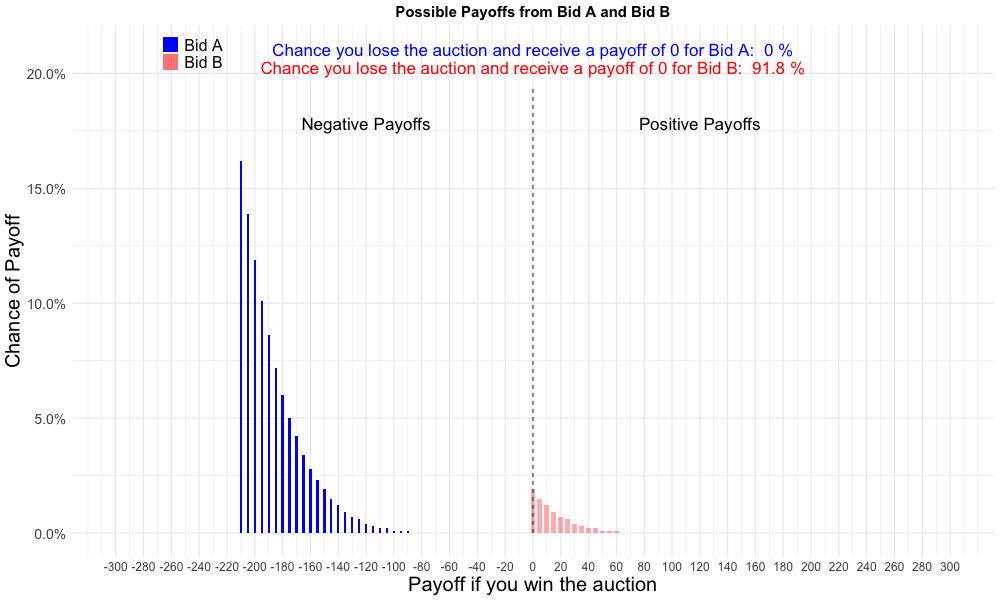 Possible Payoffs from Bid A and Bid B
Bid A
Bid B
Chance you lose the auction and receive a payoff of 0 for Bid A:  0 %
Chance you lose the auction and receive a payoff of 0 for Bid B:  91.8 %
Negative Payoffs
Positive Payoffs
Chance of Payoff
20.0%
15.0%
10.0%
5.0%
0.0%
-300 -280 -260 -240 -220 -200 -180 -160 -140 -120 -100 -80 -60 -40 -20 0 20 40 60 80 100 120 140 160 180 200 220 240 260 280 300
Payoff if you win the auction